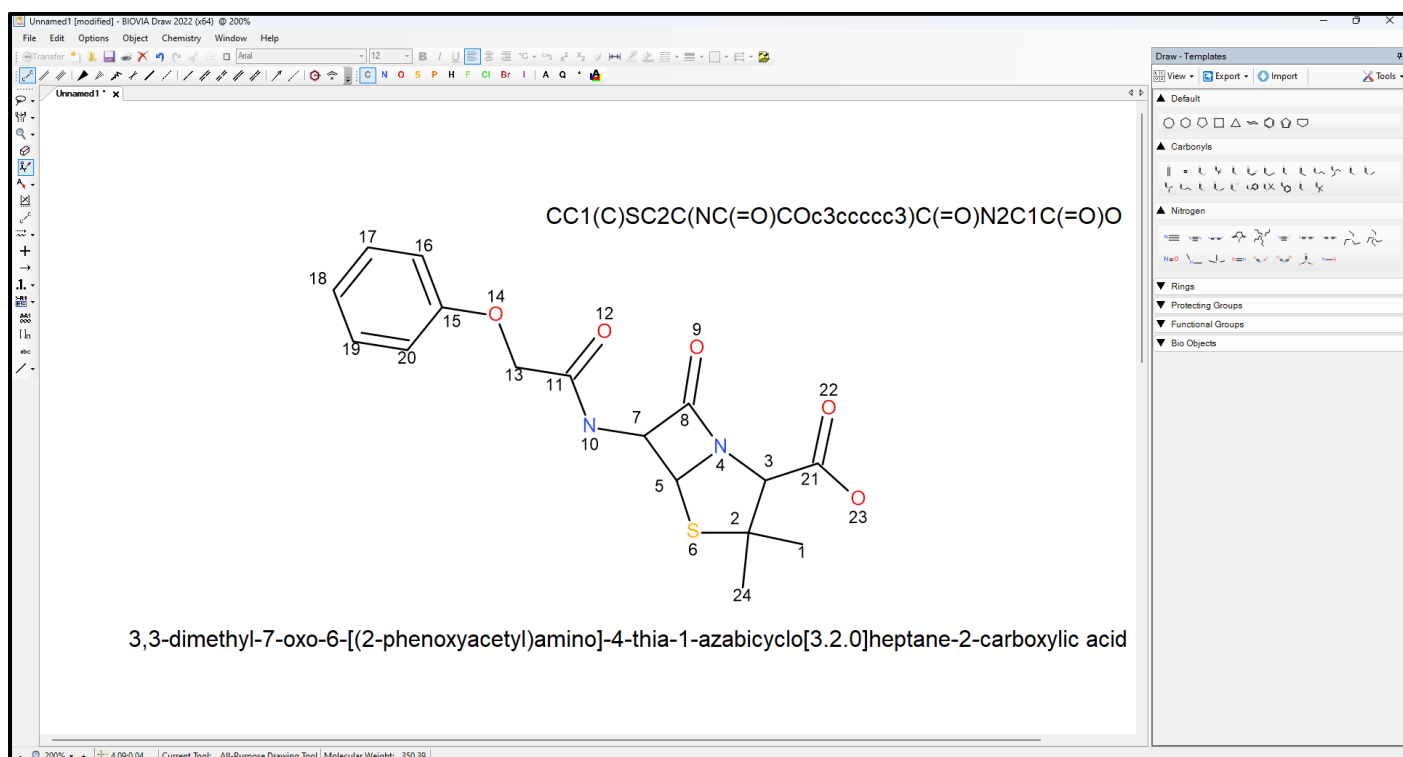 Unnamed1 [modified] - BIOVIA Draw 2022 (x64) @ 200%
File Edit Options Object Chemistry Window Help
Transfer Arial 12 B I U
C N O S P H F Cl Br I A Q * A
Unnamed1 * x
Draw - Templates
View Export Import Tools
Default
Carbonyls
Nitrogen
Rings
Protecting Groups
Functional Groups
Bio Objects
CC1(C)SC2C(NC(=O)COc3ccccc3)C(=O)N2C1C(=O)O
17 16
18
14
O
15
19 20
12
O
13 11
9
O
N
10
7 8
22
O
N
4
3
21
5
O
23
S
6
2
1
24
3,3-dimethyl-7-oxo-6-[(2-phenoxyacetyl)amino]-4-thia-1-azabicyclo[3.2.0]heptane-2-carboxylic acid
200% 4.09:0.04 Current Tool: All-Purpose Drawing Tool Molecular Weight: 350.39